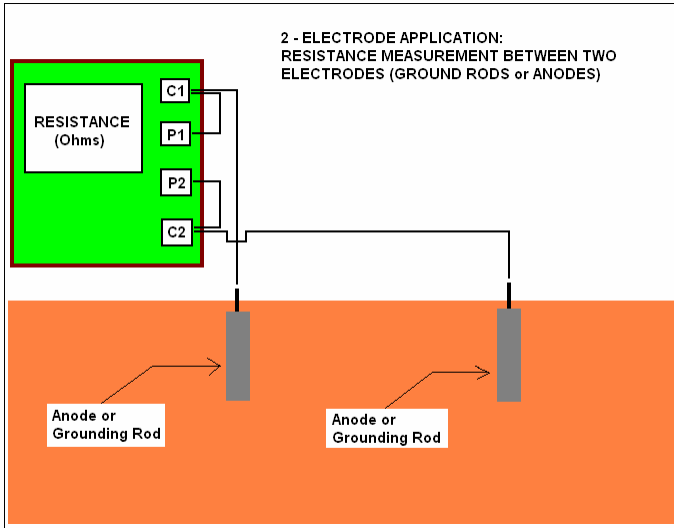 2 - ELECTRODE APPLICATION:
RESISTANCE MEASUREMENT BETWEEN TWO
ELECTRODES (GROUND RODS or ANODES)
RESISTANCE
(Ohms)
C1
P1
P2
C2
Anode or
Grounding Rod
Anode or
Grounding Rod